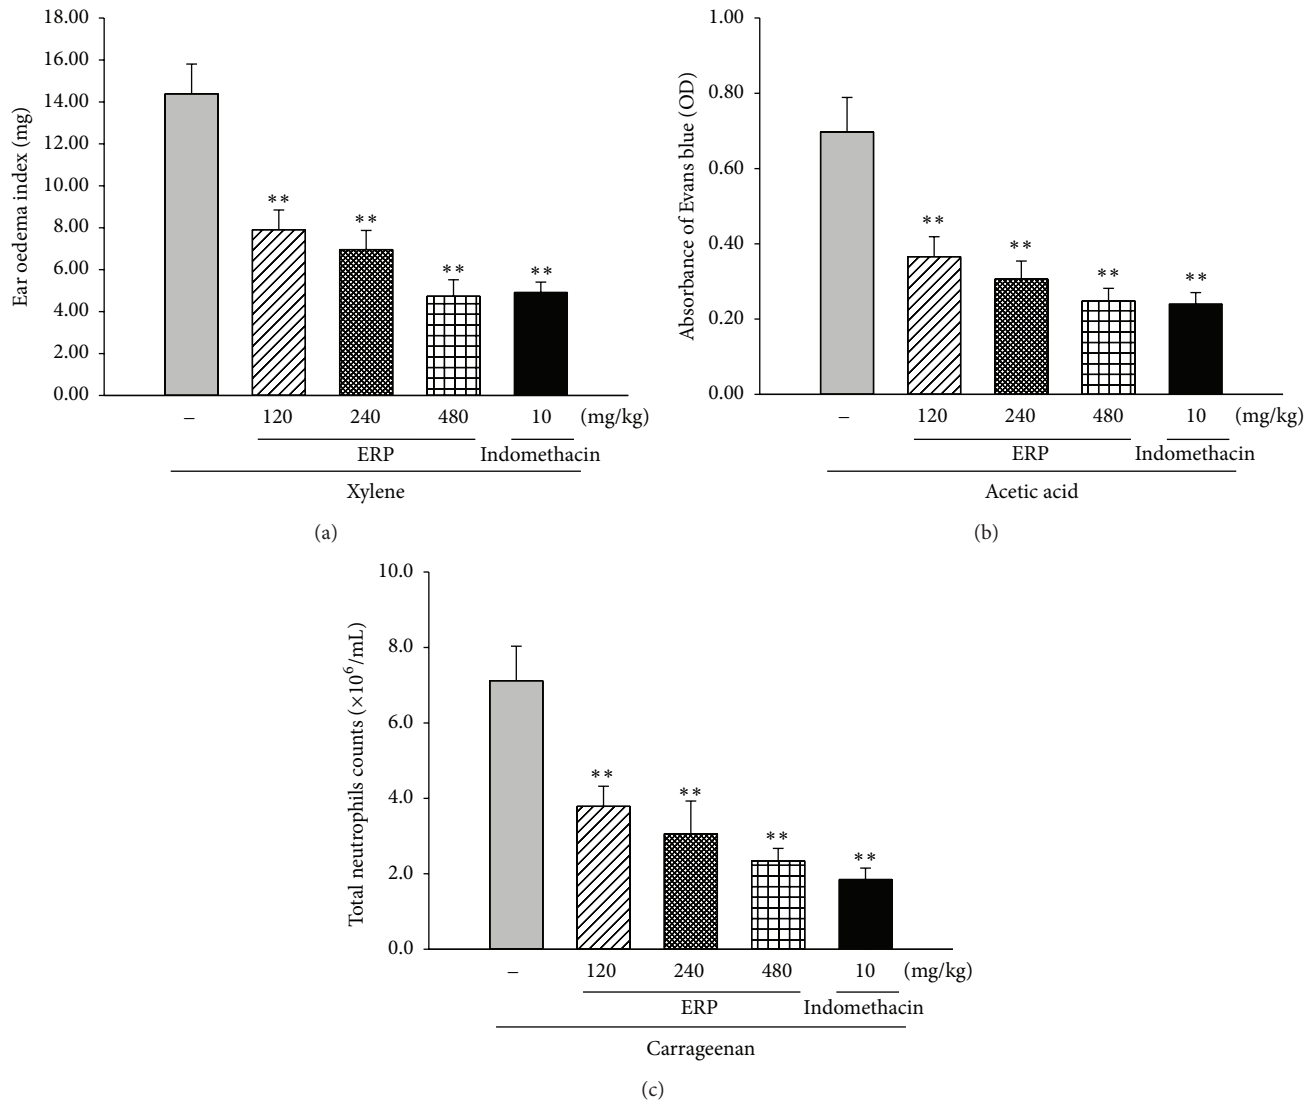 Ear oedema index (mg)
18.00
16.00
14.00
12.00
10.00
8.00
6.00
4.00
2.00
0.00
**
**
**
**
– 120 240 480 10 (mg/kg)
ERP Indomethacin
Xylene
(a)
Absorbance of Evans blue (OD)
1.00
0.80
0.60
0.40
0.20
0.00
**
**
**
**
– 120 240 480 10 (mg/kg)
ERP Indomethacin
Acetic acid
(b)
Total neutrophils counts (×10⁶/mL)
10.0
8.0
6.0
4.0
2.0
0.0
**
**
**
**
– 120 240 480 10 (mg/kg)
ERP Indomethacin
Carrageenan
(c)